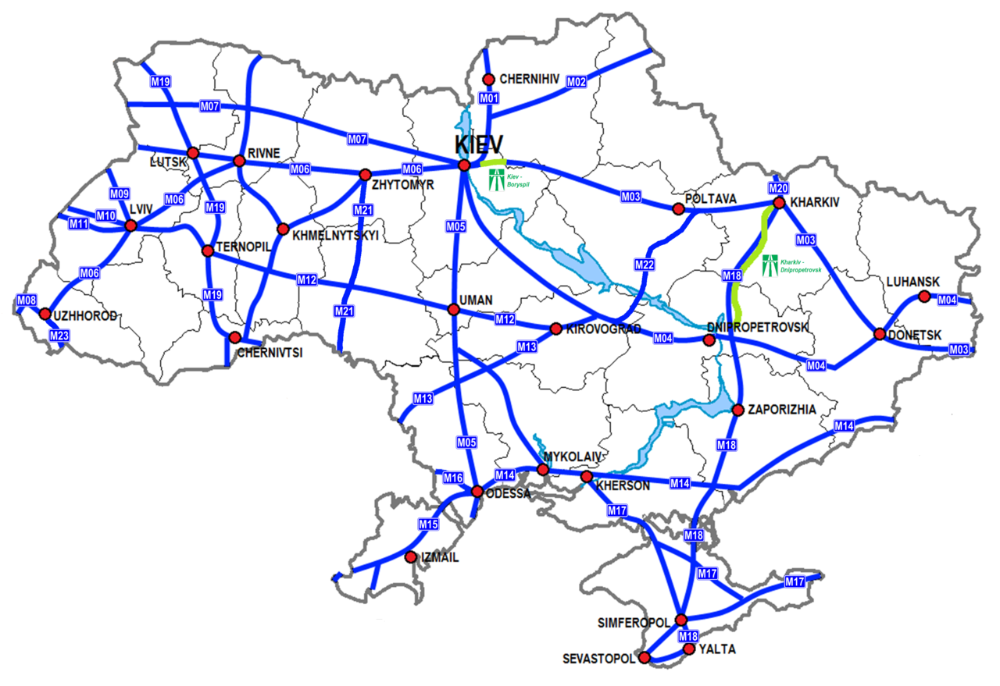 M19
M02
CHERNIHIV
M01
M07
M07
KIEV
RIVNE
LUTSK
M06
M06
ZHYTOMYR
Kiev -
Boryspil
M20
M09
M06
M19
M03
POLTAVA
KHARKIV
LVIV
M10
M11
M21
M05
KHMELNYTSKYI
M03
TERNOPIL
M22
Kharkiv -
Dnipropetrovsk
M06
M12
M18
LUHANSK
M08
M19
UMAN
M04
UZHHOROD
M21
M12
KIROVOGRAD
DNIPROPETROVSK
M23
M04
DONETSK
CHERNIVTSI
M13
M03
M04
M13
ZAPORIZHIA
M14
M05
M18
MYKOLAIV
M16
M14
M14
KHERSON
ODESSA
M17
M15
M18
IZMAIL
M17
M17
SIMFEROPOL
M18
YALTA
SEVASTOPOL